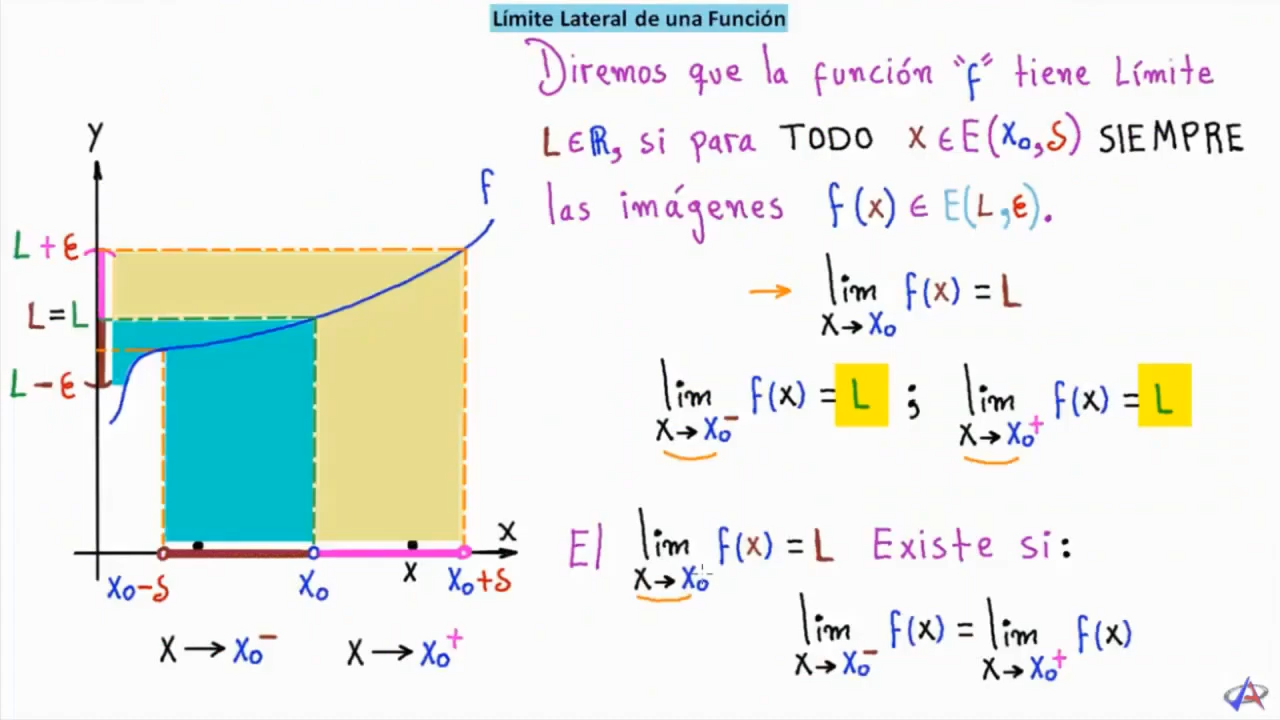 Límite Lateral de una Función
Diremos que la función "f" tiene Límite
L∈ℝ, si para TODO x∈E(x₀,δ) SIEMPRE
las imágenes f(x)∈E(L,ε).
→ lim f(x) = L
x→x₀
lim f(x) = L ; lim f(x) = L
x→x₀⁻ x→x₀⁺
El lim f(x) = L Existe si:
x→x₀
lim f(x) = lim f(x)
x→x₀⁻ x→x₀⁺
y
f
L+ε
L=L
L-ε
x
x
x₀-δ x₀ x₀+δ
x→x₀⁻ x→x₀⁺